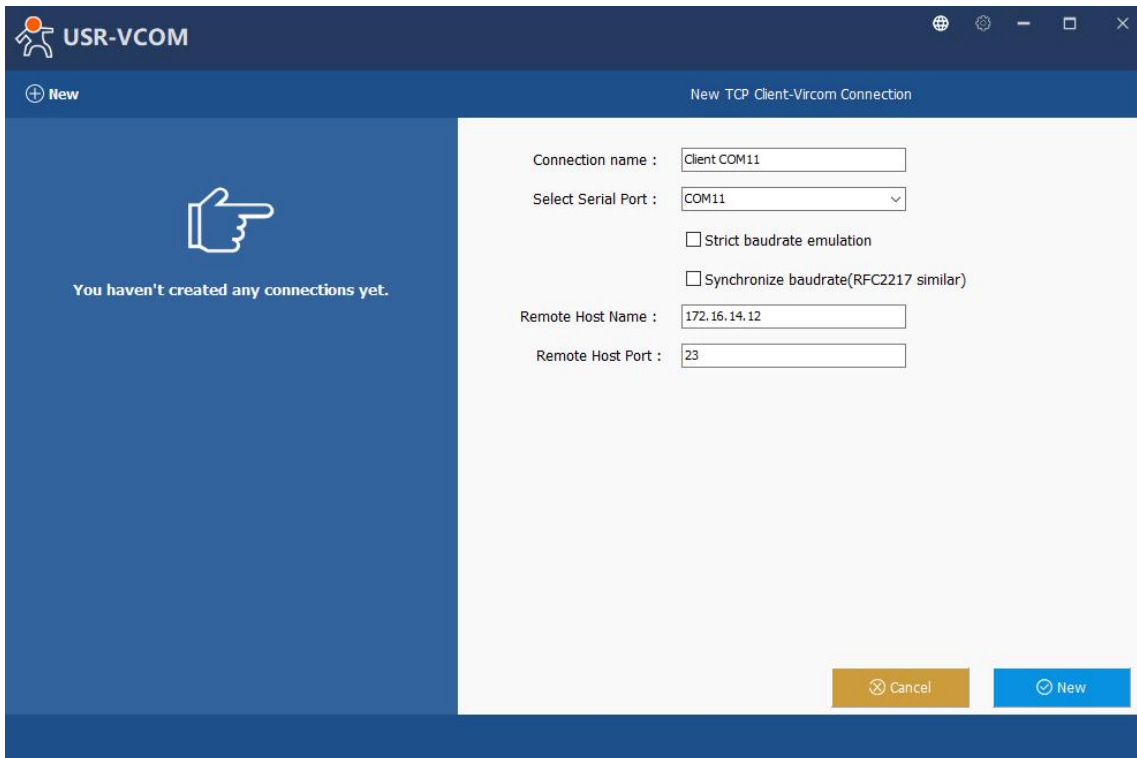 USR-VCOM
New
New TCP Client-Vircom Connection
You haven't created any connections yet.
Connection name : Client COM11
Select Serial Port : COM11
Strict baudrate emulation
Synchronize baudrate(RFC2217 similar)
Remote Host Name : 172.16.14.12
Remote Host Port : 23
Cancel
New